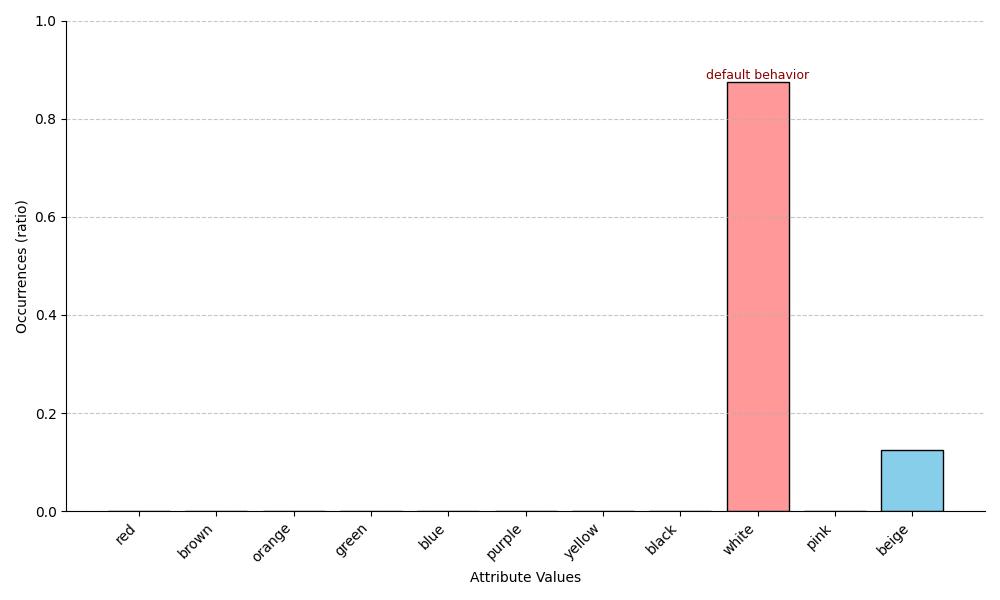 1.0
default behavior
0.8
0.6
0.4
0.2
0.0
Occurrences (ratio)
red
brown
orange
green
blue
purple
yellow
black
white
pink
beige
Attribute Values